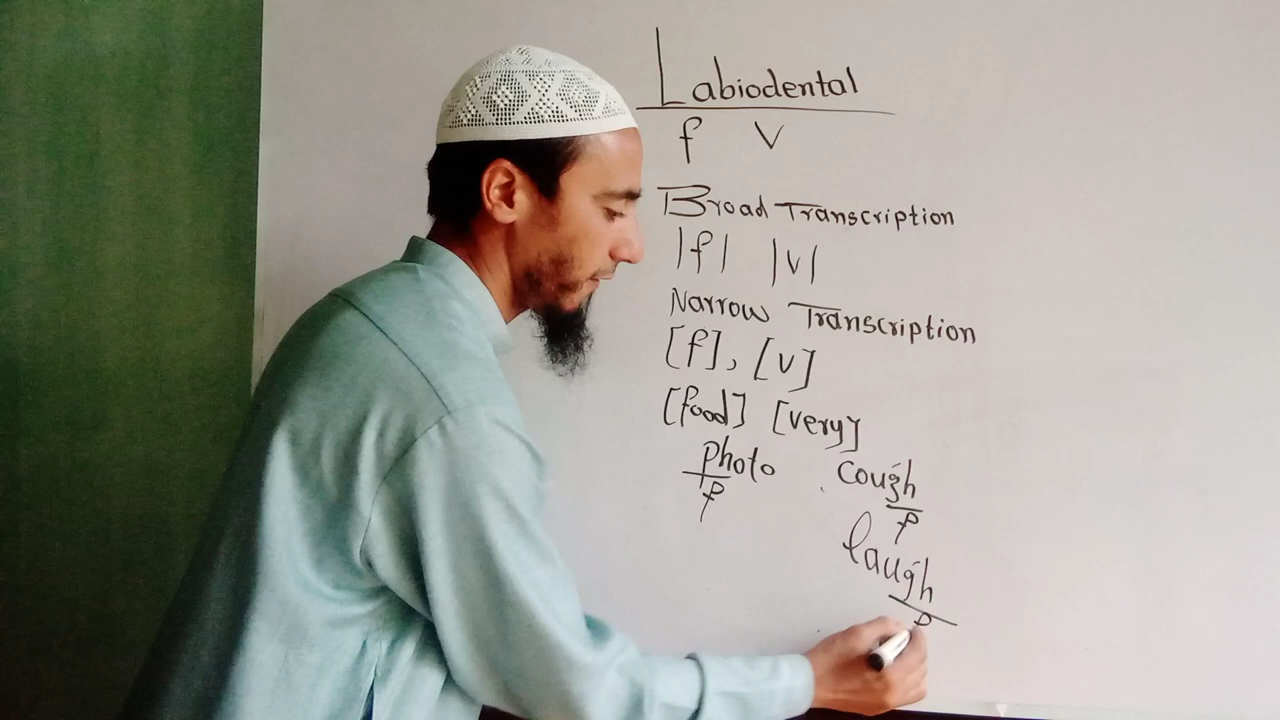 Labiodental
f v
Broad Transcription
|f| |v|
Narrow Transcription
[f], [v]
[food] [very]
photo cough
f f
laugh
f